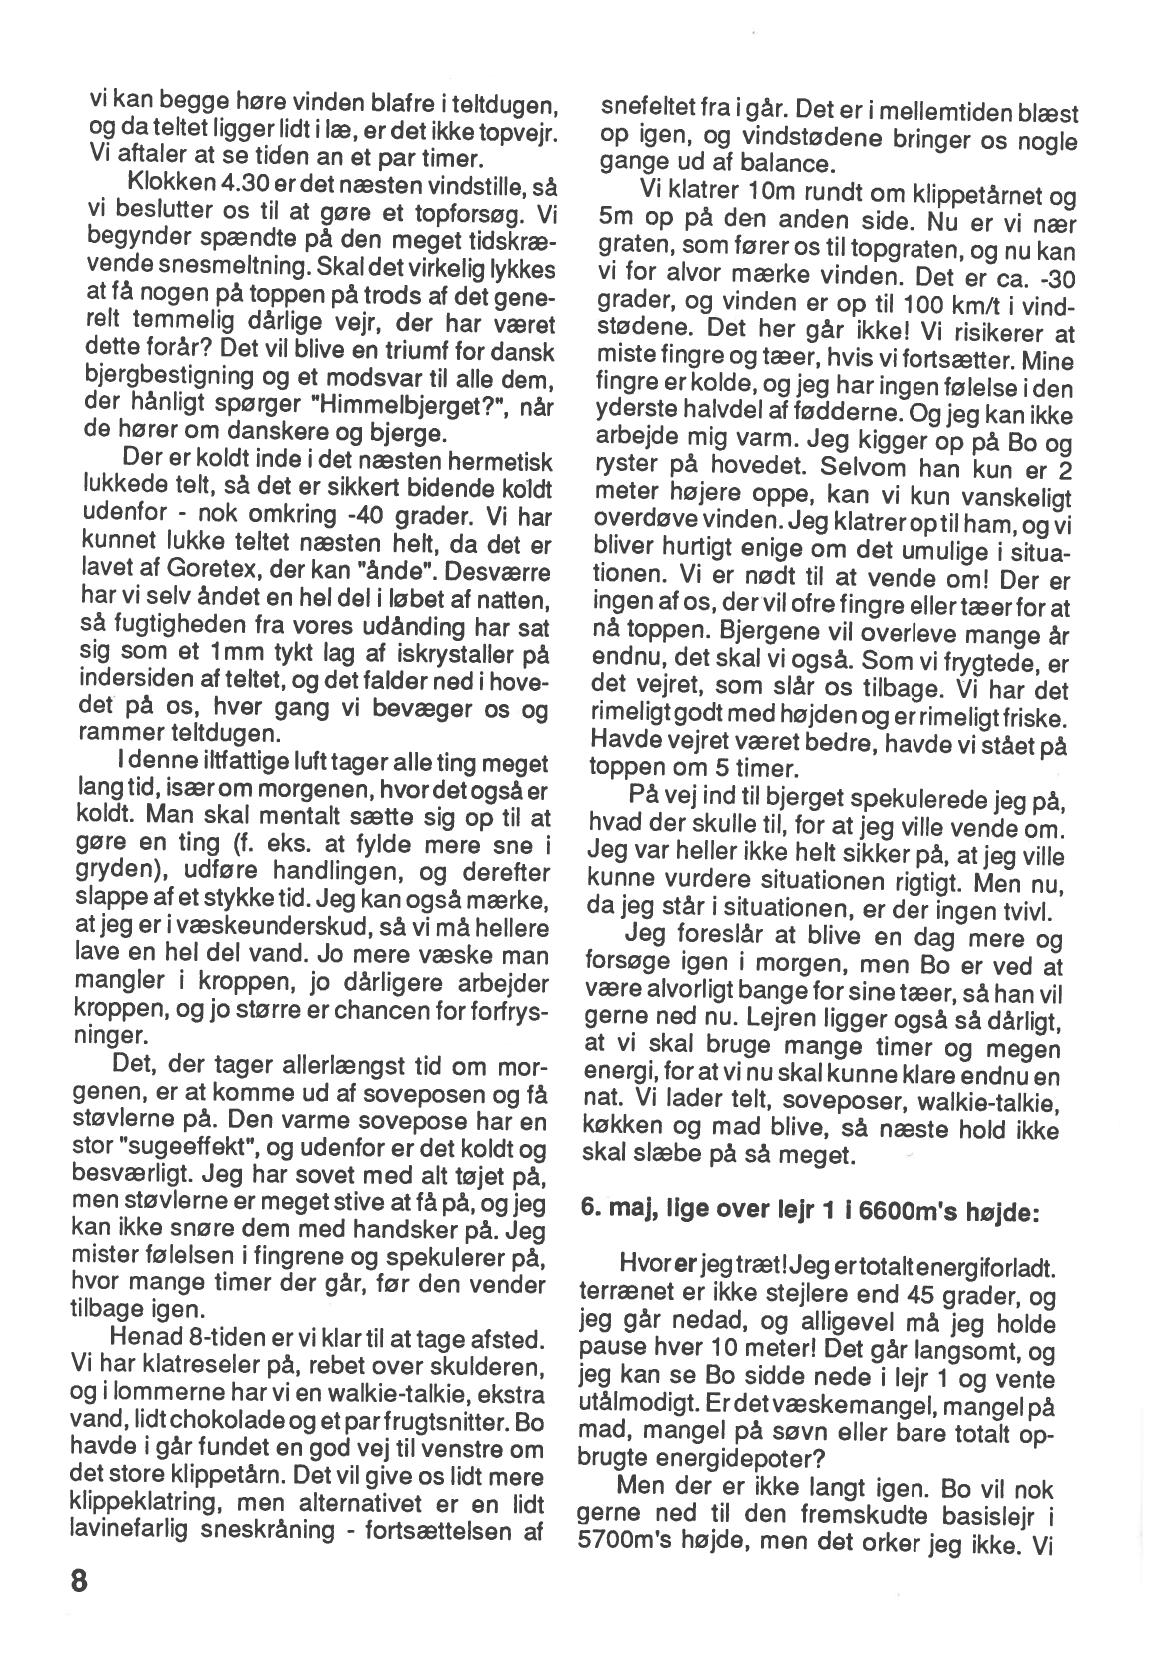 vi kan begge høre vinden blafre i teltdugen,
og da teltet ligger lidt i læ, er det ikke topvejr.
Vi aftaler at se tiden an et par timer.
Klokken 4.30 er det næsten vindstille, så
vi beslutter os til at gøre et topforsøg. Vi
begynder spændte på den meget tidskræ-
vende snesmeltning. Skal det virkelig lykkes
at få nogen på toppen på trods af det gene-
relt temmelig dårlige vejr, der har været
dette forår? Det vil blive en triumf for dansk
bjergbestigning og et modsvar til alle dem,
der hånligt spørger "Himmelbjerget?", når
de hører om danskere og bjerge.
Der er koldt inde i det næsten hermetisk
lukkede telt, så det er sikkert bidende koldt
udenfor - nok omkring -40 grader. Vi har
kunnet lukke teltet næsten helt, da det er
lavet af Goretex, der kan "ånde". Desværre
har vi selv åndet en hel del i løbet af natten,
så fugtigheden fra vores udånding har sat
sig som et 1mm tykt lag af iskrystaller på
indersiden af teltet, og det falder ned i hove-
det på os, hver gang vi bevæger os og
rammer teltdugen.
I denne iltfattige luft tager alle ting meget
lang tid, især om morgenen, hvor det også er
koldt. Man skal mentalt sætte sig op til at
gøre en ting (f. eks. at fylde mere sne i
gryden), udføre handlingen, og derefter
slappe af et stykke tid. Jeg kan også mærke,
at jeg er i væskeunderskud, så vi må hellere
lave en hel del vand. Jo mere væske man
mangler i kroppen, jo dårligere arbejder
kroppen, og jo større er chancen for forfrys-
ninger.
Det, der tager allerlængst tid om mor-
genen, er at komme ud af soveposen og få
støvlerne på. Den varme sovepose har en
stor "sugeeffekt", og udenfor er det koldt og
besværligt. Jeg har sovet med alt tøjet på,
men støvlerne er meget stive at få på, og jeg
kan ikke snøre dem med handsker på. Jeg
mister følelsen i fingrene og spekulerer på,
hvor mange timer der går, før den vender
tilbage igen.
Henad 8-tiden er vi klar til at tage afsted.
Vi har klatreseler på, rebet over skulderen,
og i lommerne har vi en walkie-talkie, ekstra
vand, lidt chokolade og et par frugtsnitter. Bo
havde i går fundet en god vej til venstre om
det store klippetårn. Det vil give os lidt mere
klippeklatring, men alternativet er en lidt
lavinefarlig sneskråning - fortsættelsen af
8
snefeltet fra i går. Det er i mellemtiden blæst
op igen, og vindstødene bringer os nogle
gange ud af balance.
Vi klatrer 10m rundt om klippetårnet og
5m op på den anden side. Nu er vi nær
graten, som fører os til topgraten, og nu kan
vi for alvor mærke vinden. Det er ca. -30
grader, og vinden er op til 100 km/t i vind-
stødene. Det her går ikke! Vi risikerer at
miste fingre og tæer, hvis vi fortsætter. Mine
fingre er kolde, og jeg har ingen følelse i den
yderste halvdel af fødderne. Og jeg kan ikke
arbejde mig varm. Jeg kigger op på Bo og
ryster på hovedet. Selvom han kun er 2
meter højere oppe, kan vi kun vanskeligt
overdøve vinden. Jeg klatrer op til ham, og vi
bliver hurtigt enige om det umulige i situa-
tionen. Vi er nødt til at vende om! Der er
ingen af os, der vil ofre fingre eller tæer for at
nå toppen. Bjergene vil overleve mange år
endnu, det skal vi også. Som vi frygtede, er
det vejret, som slår os tilbage. Vi har det
rimeligt godt med højden og er rimeligt friske.
Havde vejret været bedre, havde vi stået på
toppen om 5 timer.
På vej ind til bjerget spekulerede jeg på,
hvad der skulle til, for at jeg ville vende om.
Jeg var heller ikke helt sikker på, at jeg ville
kunne vurdere situationen rigtigt. Men nu,
da jeg står i situationen, er der ingen tvivl.
Jeg foreslår at blive en dag mere og
forsøge igen i morgen, men Bo er ved at
være alvorligt bange for sine tæer, så han vil
gerne ned nu. Lejren ligger også så dårligt,
at vi skal bruge mange timer og megen
energi, for at vi nu skal kunne klare endnu en
nat. Vi lader telt, soveposer, walkie-talkie,
køkken og mad blive, så næste hold ikke
skal slæbe på så meget.
6. maj, lige over lejr 1 i 6600m's højde:
Hvor er jeg træt! Jeg er totalt energiforladt.
terrænet er ikke stejlere end 45 grader, og
jeg går nedad, og alligevel må jeg holde
pause hver 10 meter! Det går langsomt, og
jeg kan se Bo sidde nede i lejr 1 og vente
utålmodigt. Er det væskemangel, mangel på
mad, mangel på søvn eller bare totalt op-
brugte energidepoter?
Men der er ikke langt igen. Bo vil nok
gerne ned til den fremskudte basislejr i
5700m's højde, men det orker jeg ikke. Vi